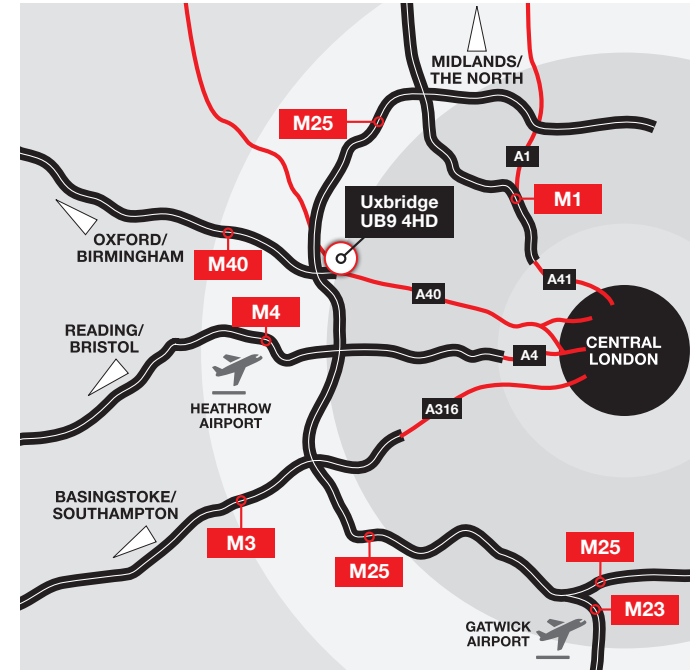 MIDLANDS/
THE NORTH
M25
A1
M1
Uxbridge
UB9 4HD
OXFORD/
BIRMINGHAM
M40
A40
A41
M4
READING/
BRISTOL
CENTRAL
LONDON
A4
HEATHROW
AIRPORT
A316
BASINGSTOKE/
SOUTHAMPTON
M3
M25
M25
M23
GATWICK
AIRPORT